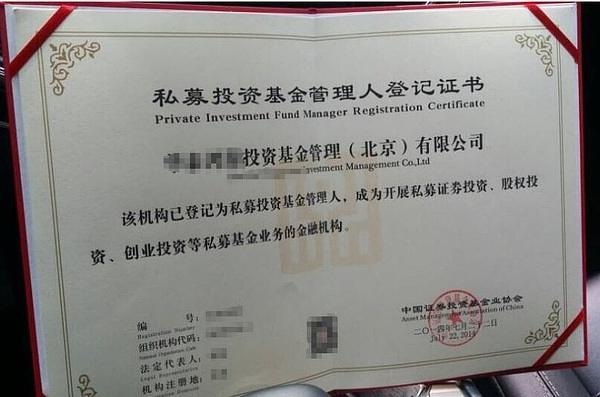 私募投资基金管理人登记证书
Private Investment Fund Manager Registration Certificate
投资基金管理（北京）有限公司
Investment Management Co.,Ltd
该机构已登记为私募投资基金管理人，成为开展私募证券投资、股权投
资、创业投资等私募基金业务的金融机构。
编号：
Registration Number
组织机构代码：
National Organization Code
法定代表人：
Legal Representative
机构注册地：
中国证券投资基金业协会
Asset Management Association of China
二〇一四年七月二十二日
July 22, 2014